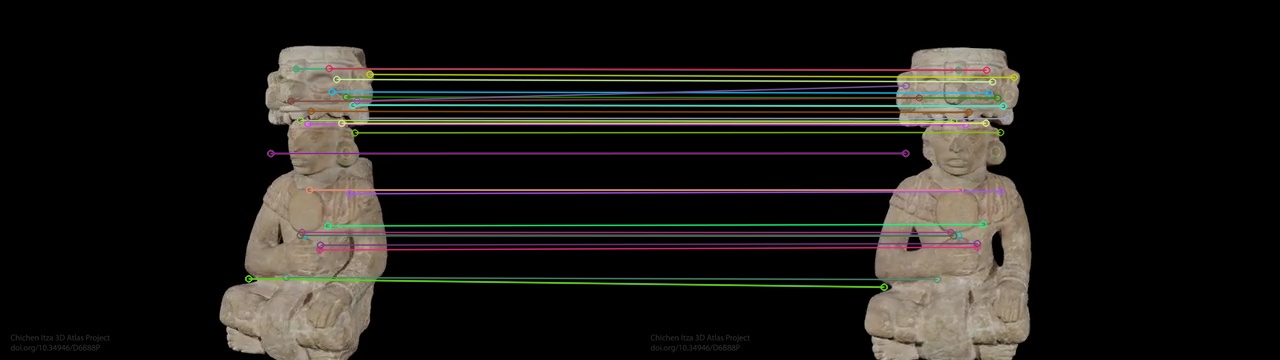 Chichen Itza 3D Atlas Project
doi.org/10.34946/D6B88P
Chichen Itza 3D Atlas Project
doi.org/10.34946/D6B88P